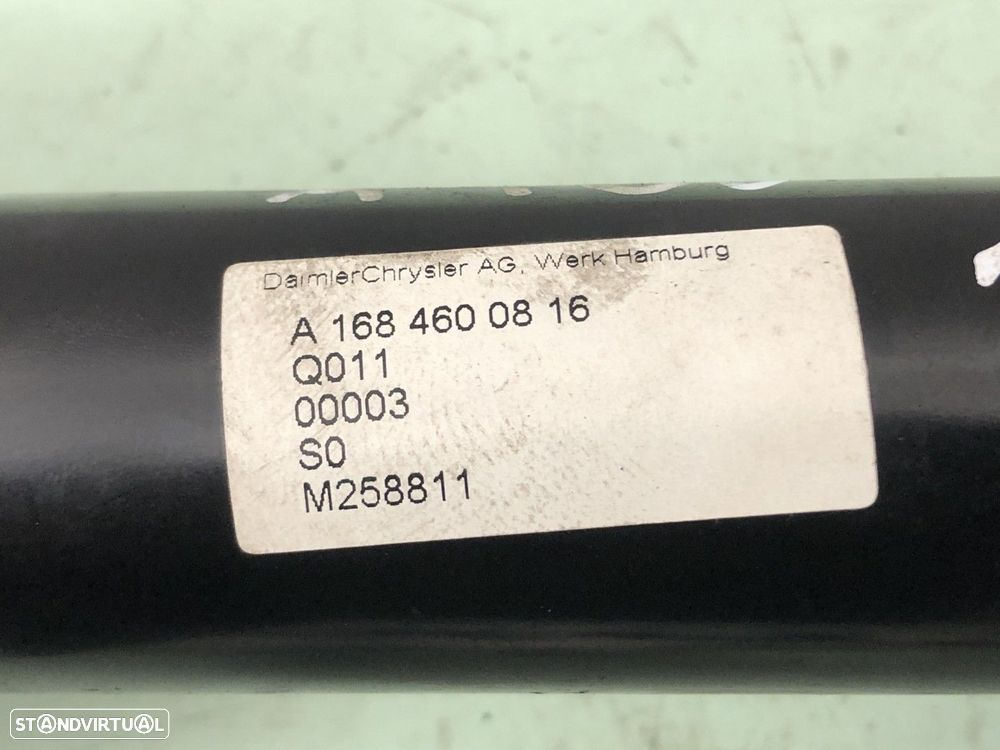 DaimlerChrysler AG, Werk Hamburg
A 168 460 08 16
Q011
00003
S0
M258811
STANDVIRTUAL